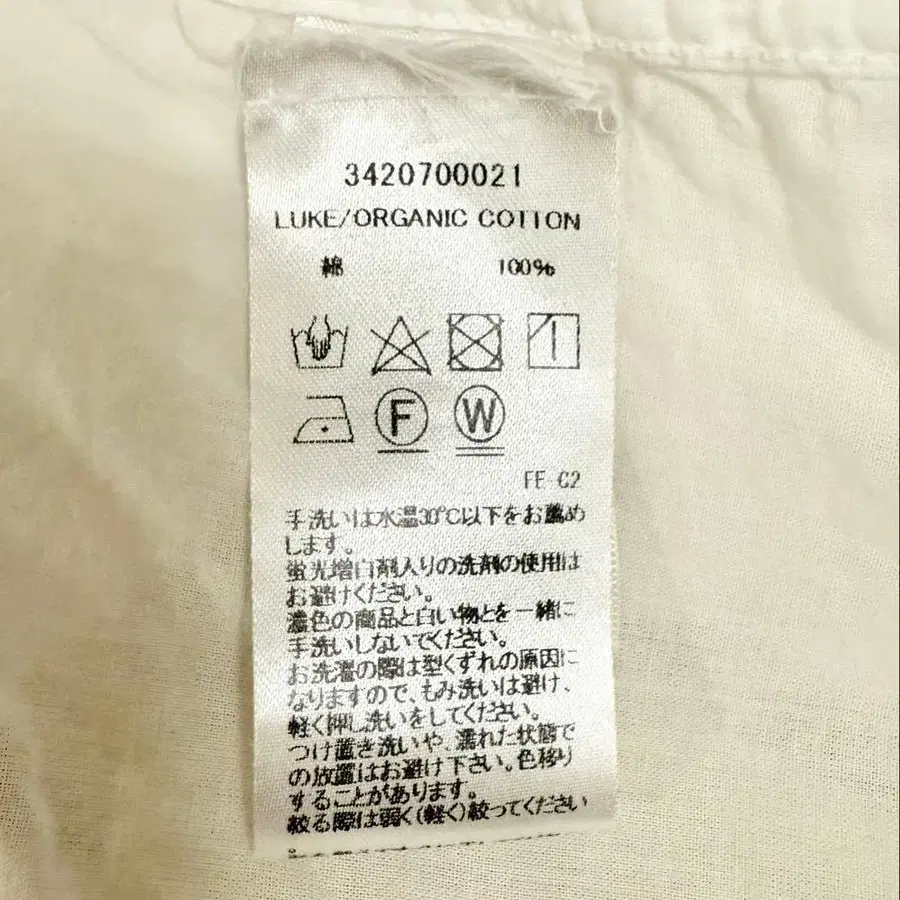 3420700021
LUKE/ORGANIC COTTON
綿 100%
F W
FE C2
手洗いは水温30℃以下をお薦め
します。
蛍光増白剤入りの洗剤の使用は
お避けください。
濃色の商品と白い物とを一緒に
手洗いしないでください。
お洗濯の際は型くずれの原因に
なりますので、もみ洗いは避け、
軽く押し洗いをしてください。
つけ置き洗いや、濡れた状態で
の放置はお避け下さい。色移り
することがあります。
絞る際は弱く(軽く)絞ってください
。